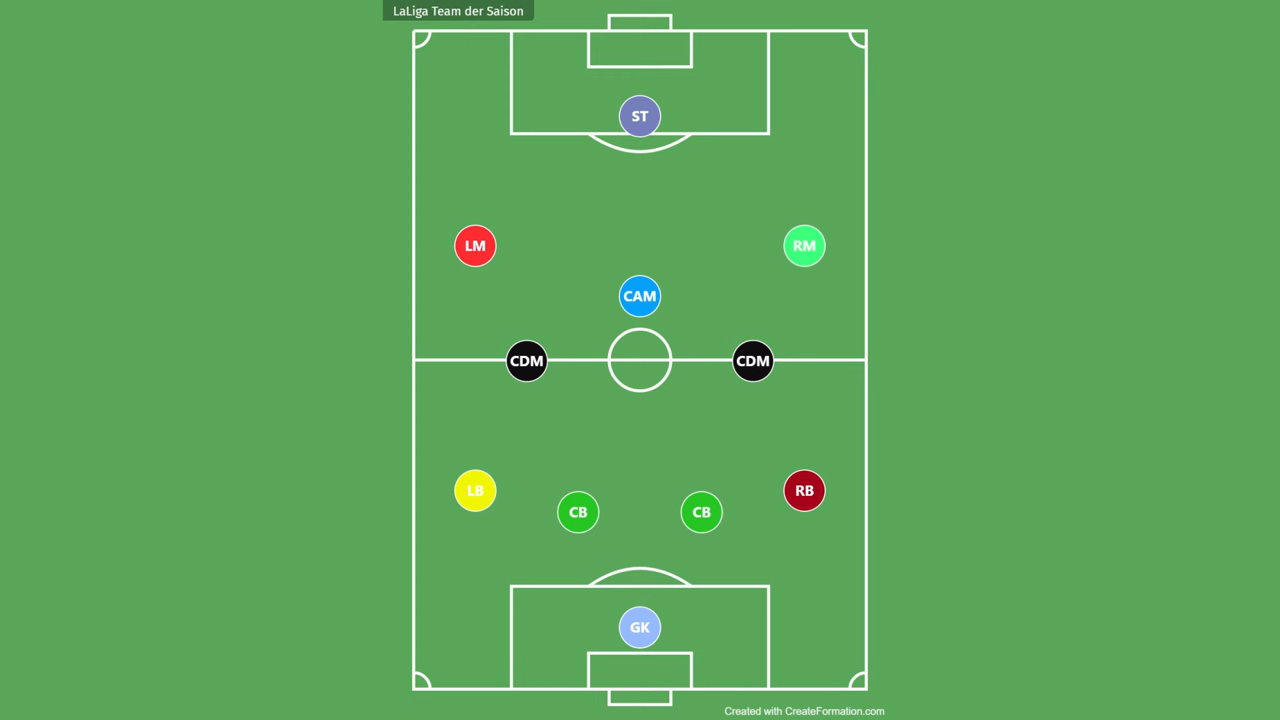 LaLiga Team der Saison
ST
LM
RM
CAM
CDM
CDM
LB
RB
CB
CB
GK
Created with CreateFormation.com